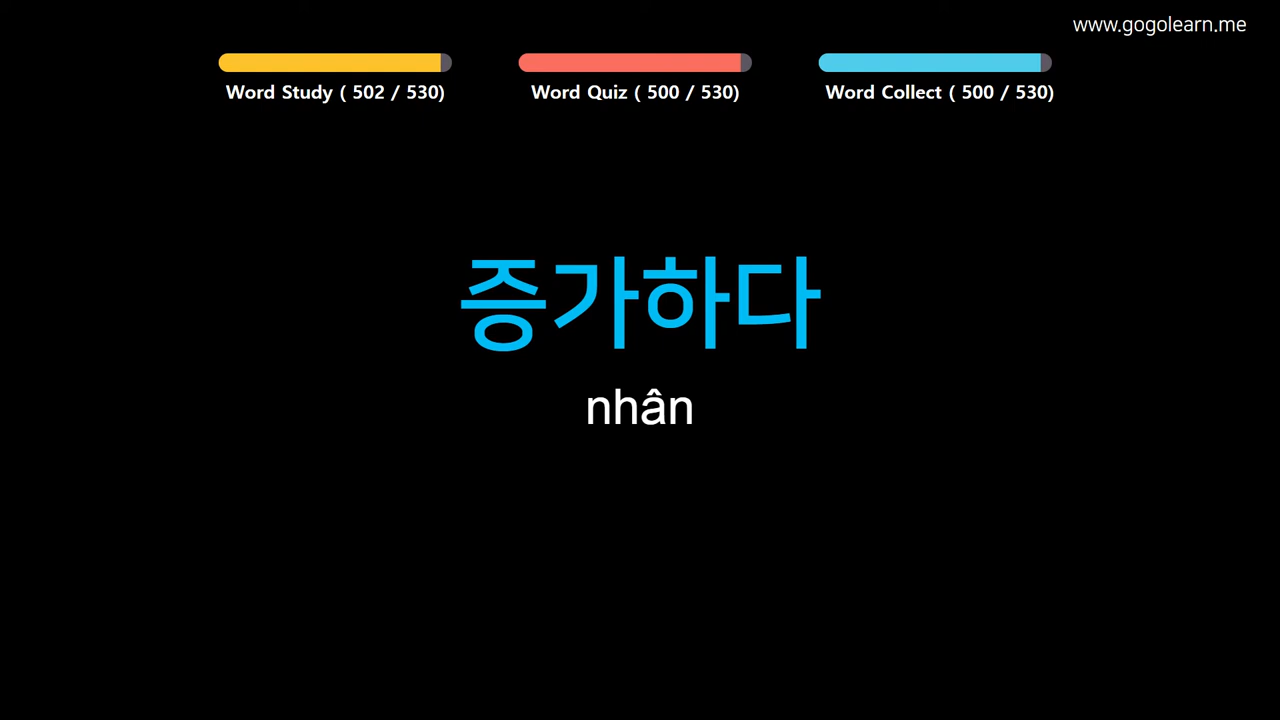 www.gogolearn.me
Word Study ( 502 / 530)
Word Quiz ( 500 / 530)
Word Collect ( 500 / 530)
증가하다
nhân